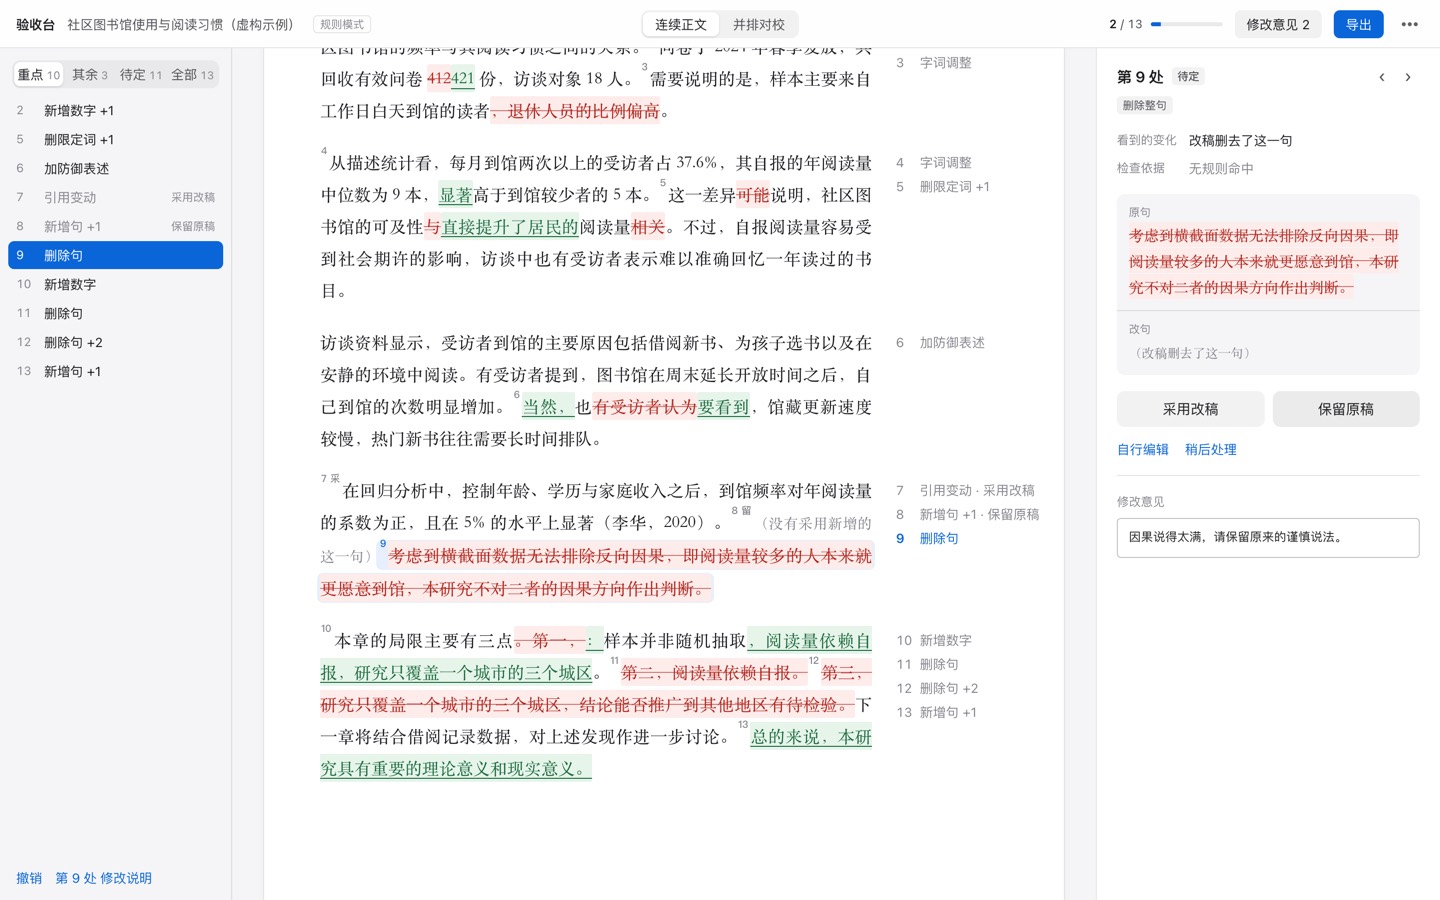 验收台 社区图书馆使用与阅读习惯（虚构示例） 规则模式
连续正文 并排对校
2 / 13 修改意见 2 导出 •••
重点 10 其余 3 待定 11 全部 13
2 新增数字 +1
5 删限定词 +1
6 加防御表述
7 引用变动 采用改稿
8 新增句 +1 保留原稿
9 删除句
10 新增数字
11 删除句
12 删除句 +2
13 新增句 +1
撤销 第 9 处 修改说明
区图书馆的频率与其阅读习惯之间的关系。 问卷于 2024 年春季发放，共
回收有效问卷 412421 份，访谈对象 18 人。 3 需要说明的是，样本主要来自
工作日白天到馆的读者，退休人员的比例偏高。
4 从描述统计看，每月到馆两次以上的受访者占 37.6%，其自报的年阅读量
中位数为 9 本，显著高于到馆较少者的 5 本。 5 这一差异可能说明，社区图
书馆的可及性与直接提升了居民的阅读量相关。不过，自报阅读量容易受
到社会期许的影响，访谈中也有受访者表示难以准确回忆一年读过的书
目。
访谈资料显示，受访者到馆的主要原因包括借阅新书、为孩子选书以及在
安静的环境中阅读。有受访者提到，图书馆在周末延长开放时间之后，自
己到馆的次数明显增加。 6 当然，也有受访者认为要看到，馆藏更新速度
较慢，热门新书往往需要长时间排队。
7 采 在回归分析中，控制年龄、学历与家庭收入之后，到馆频率对年阅读量
的系数为正，且在 5% 的水平上显著（李华，2020）。 8 留 （没有采用新增的
这一句） 9 考虑到横截面数据无法排除反向因果，即阅读量较多的人本来就
更愿意到馆，本研究不对二者的因果方向作出判断。
10 本章的局限主要有三点。第一，：样本并非随机抽取，阅读量依赖自
报，研究只覆盖一个城市的三个城区。 11 第二，阅读量依赖自报。 12 第三，
研究只覆盖一个城市的三个城区，结论能否推广到其他地区有待检验。下
一章将结合借阅记录数据，对上述发现作进一步讨论。 13 总的来说，本研
究具有重要的理论意义和现实意义。
3 字词调整
4 字词调整
5 删限定词 +1
6 加防御表述
7 引用变动 · 采用改稿
8 新增句 +1 · 保留原稿
9 删除句
10 新增数字
11 删除句
12 删除句 +2
13 新增句 +1
第 9 处 待定 ‹ ›
删除整句
看到的变化 改稿删去了这一句
检查依据 无规则命中
原句
考虑到横截面数据无法排除反向因果，即
阅读量较多的人本来就更愿意到馆，本研
究不对二者的因果方向作出判断。
改句
（改稿删去了这一句）
采用改稿 保留原稿
自行编辑 稍后处理
修改意见
因果说得太满，请保留原来的谨慎说法。